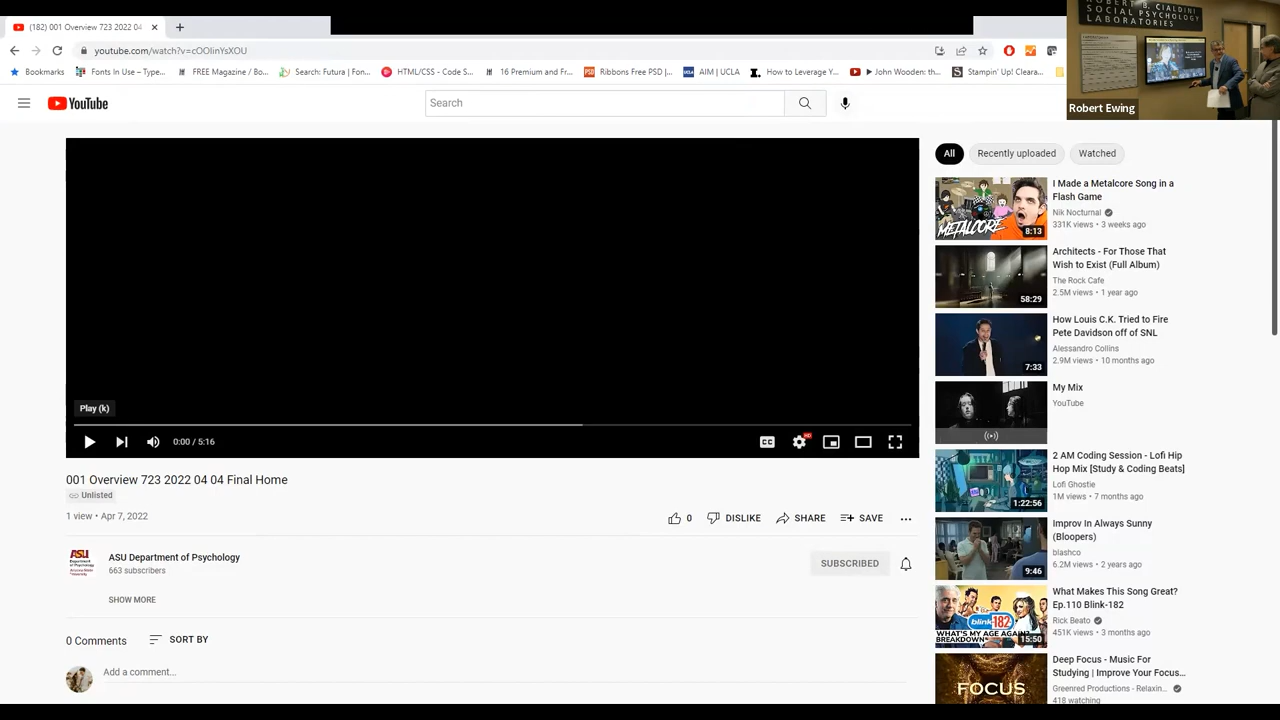 (182) 001 Overview 723 2022 04
youtube.com/watch?v=cOOlinYsXOU
Bookmarks
Fonts In Use – Type...
FREE Magazine / Bo...
Search: Futura | Fon...
HTML/CSS - Code S...
16 Premium and Fr...
Ribbons Free PSD |...
AIM | UCLA
How to Leverage Y...
John Wooden: th...
Stampin' Up! Cleara...
ROBERT B. CIALDINI
SOCIAL PSYCHOLOGY
LABORATORIES
Robert Ewing
YouTube
Search
All
Recently uploaded
Watched
Play (k)
0:00 / 5:16
CC
HD
001 Overview 723 2022 04 04 Final Home
Unlisted
1 view • Apr 7, 2022
0
DISLIKE
SHARE
SAVE
ASU
Department of Psychology
Arizona State University
ASU Department of Psychology
663 subscribers
SUBSCRIBED
SHOW MORE
0 Comments
SORT BY
Add a comment...
METALCORE
8:13
I Made a Metalcore Song in a
Flash Game
Nik Nocturnal
331K views • 3 weeks ago
58:29
Architects - For Those That
Wish to Exist (Full Album)
The Rock Cafe
2.5M views • 1 year ago
7:33
How Louis C.K. Tried to Fire
Pete Davidson off of SNL
Alessandro Collins
2.9M views • 10 months ago
My Mix
YouTube
1:22:56
2 AM Coding Session - Lofi Hip
Hop Mix [Study & Coding Beats]
Lofi Ghostie
1M views • 7 months ago
9:46
Improv In Always Sunny
(Bloopers)
blashco
6.2M views • 2 years ago
blink 182
WHAT'S MY AGE AGAIN?
BREAKDOWN
15:50
What Makes This Song Great?
Ep.110 Blink-182
Rick Beato
451K views • 3 months ago
FOCUS
Deep Focus - Music For
Studying | Improve Your Focus...
Greenred Productions - Relaxin...
418 watching